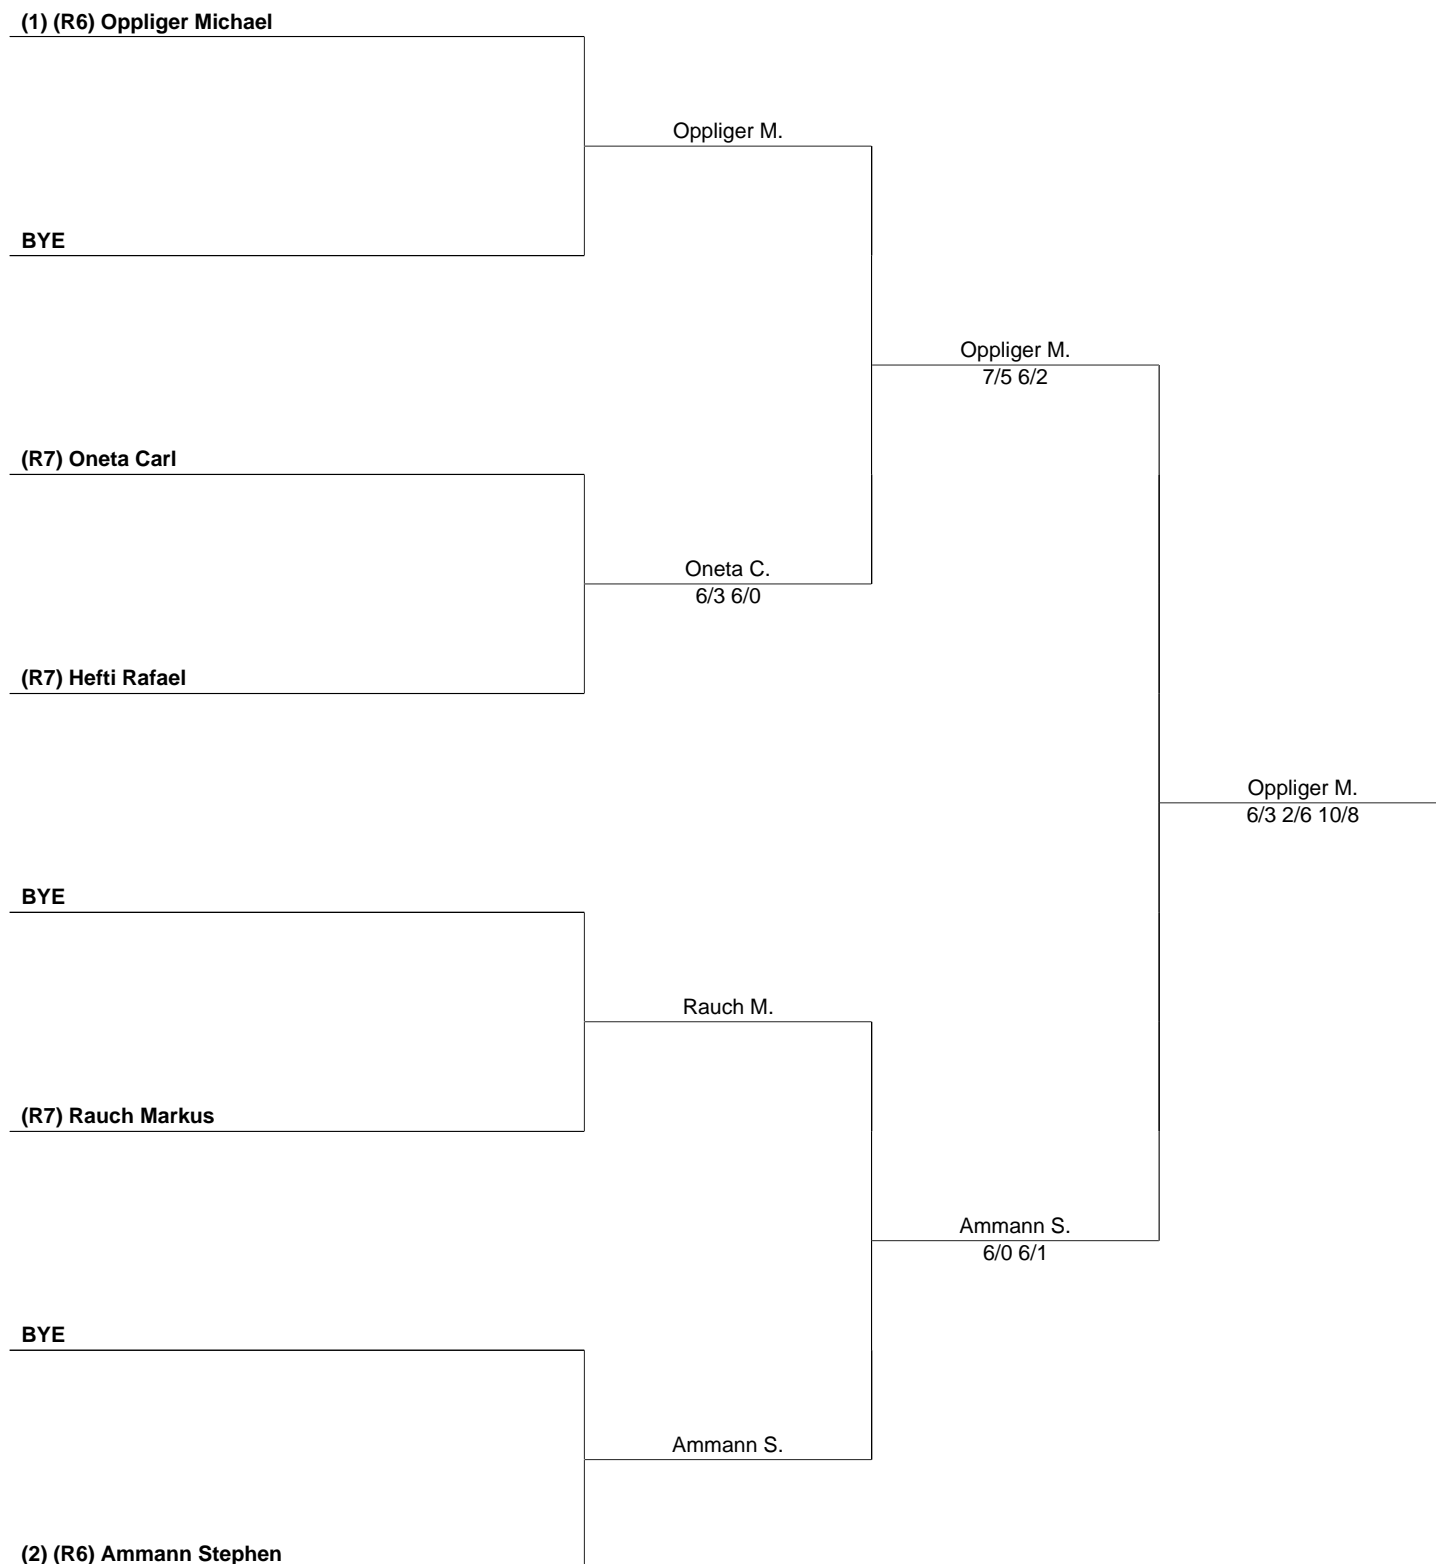 (1) (R6) Oppliger Michael
Oppliger M.
BYE
Oppliger M.
7/5 6/2
(R7) Oneta Carl
Oneta C.
6/3 6/0
(R7) Hefti Rafael
Oppliger M.
6/3 2/6 10/8
BYE
Rauch M.
(R7) Rauch Markus
Ammann S.
6/0 6/1
BYE
Ammann S.
(2) (R6) Ammann Stephen